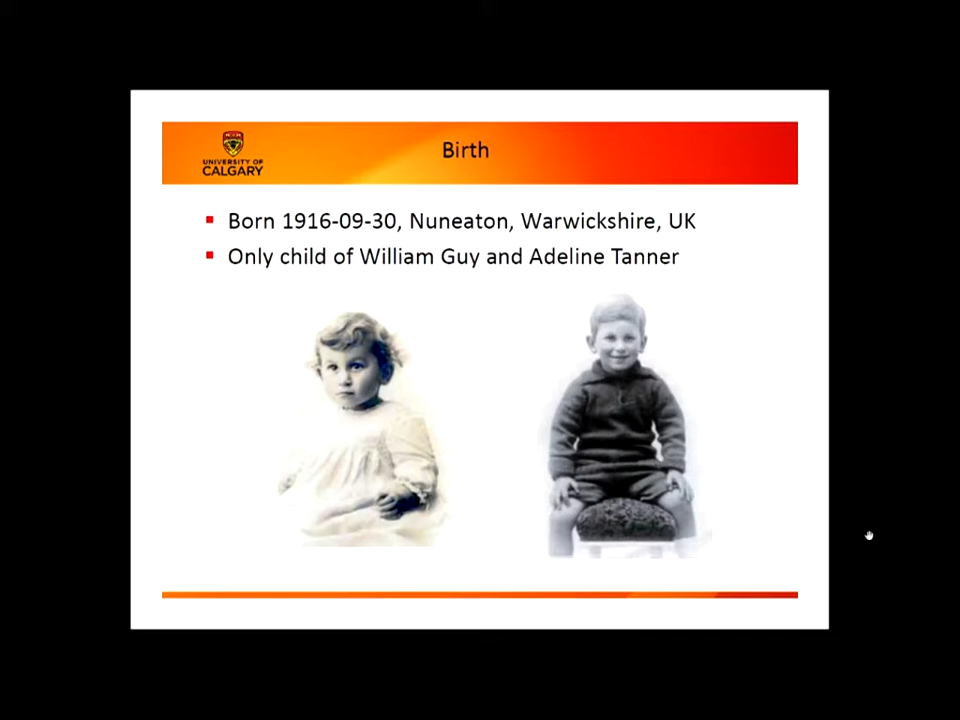 UNIVERSITY OF
CALGARY
Birth
Born 1916-09-30, Nuneaton, Warwickshire, UK
Only child of William Guy and Adeline Tanner